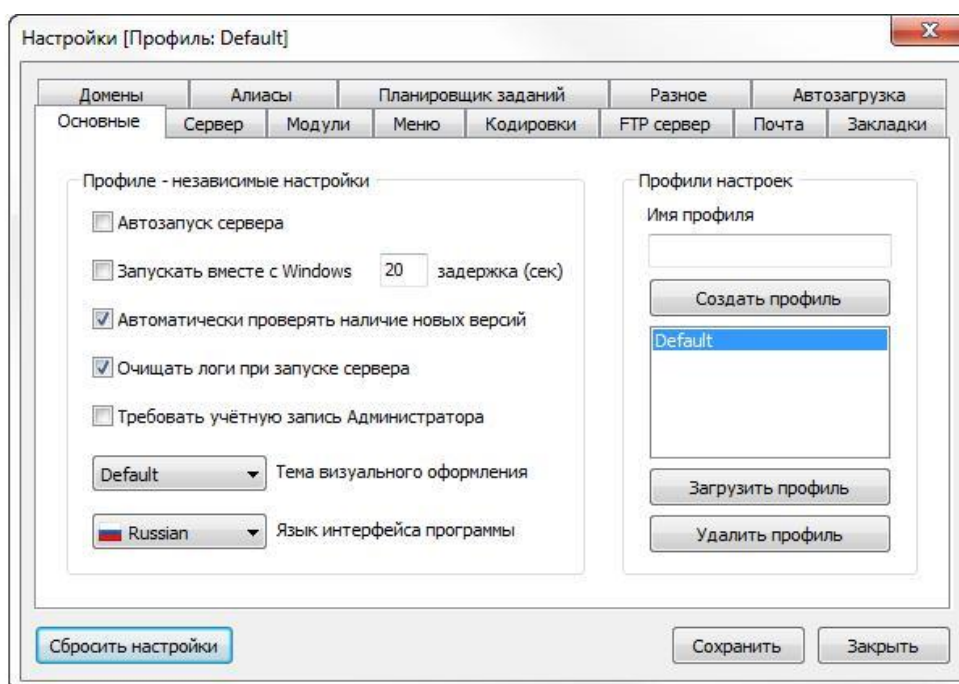 Настройки [Профиль: Default]
Домены Алиасы Планировщик заданий Разное Автозагрузка
Основные Сервер Модули Меню Кодировки FTP сервер Почта Закладки
Профиле - независимые настройки
Автозапуск сервера
Запускать вместе с Windows 20 задержка (сек)
Автоматически проверять наличие новых версий
Очищать логи при запуске сервера
Требовать учётную запись Администратора
Default Тема визуального оформления
Russian Язык интерфейса программы
Профили настроек
Имя профиля
Создать профиль
Default
Загрузить профиль
Удалить профиль
Сбросить настройки Сохранить Закрыть